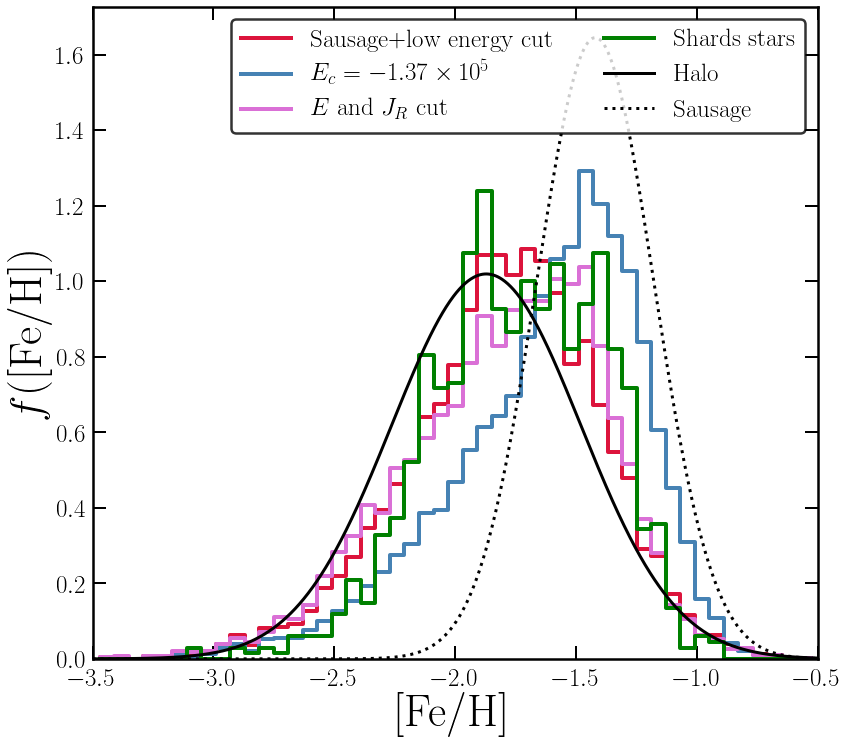 Sausage+low energy cut
E_c = −1.37 × 10^5
E and J_R cut
Shards stars
Halo
Sausage
f([Fe/H])
1.6
1.4
1.2
1.0
0.8
0.6
0.4
0.2
0.0
−3.5 −3.0 −2.5 −2.0 −1.5 −1.0 −0.5
[Fe/H]